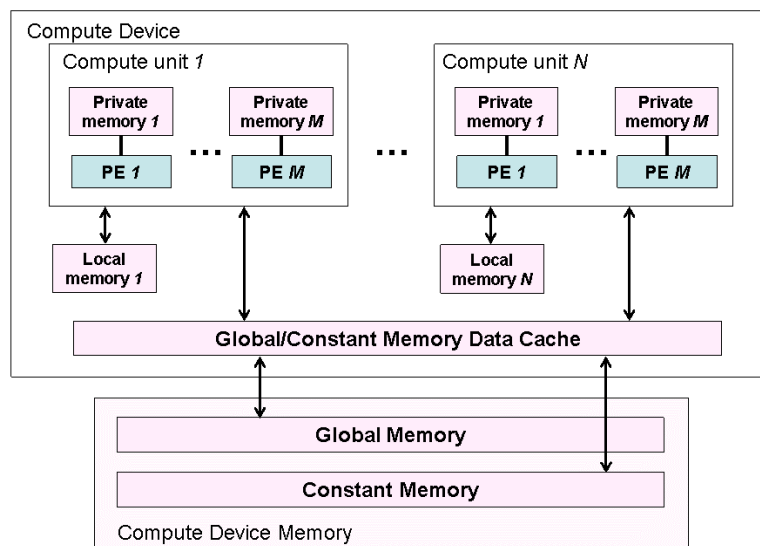 Compute Device
Compute unit 1
Compute unit N
Private
memory 1
Private
memory M
Private
memory 1
Private
memory M
PE 1
...
PE M
...
PE 1
...
PE M
Local
memory 1
Local
memory N
Global/Constant Memory Data Cache
Global Memory
Constant Memory
Compute Device Memory